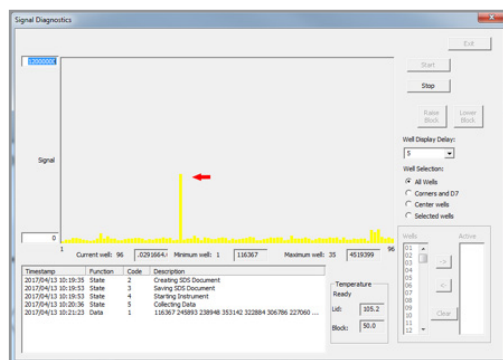 Signal Diagnostics
Exit
12000000
Start
Stop
Raise Block
Lower Block
Well Display Delay:
5
Signal
Well Selection:
All Wells
Corners and D7
Center wells
Selected wells
0
1
96
Current well: 96 .0291664. Minimum well: 1 116367 Maximum well: 35 4519399
Wells
Active
01
02
03
04
05
06
07
08
09
10
11
12
->
<-
Clear
Timestamp Function Code Description
2017/04/13 10:19:35 State 2 Creating SDS Document
2017/04/13 10:19:53 State 3 Saving SDS Document
2017/04/13 10:19:53 State 4 Starting Instrument
2017/04/13 10:20:36 State 5 Collecting Data
2017/04/13 10:21:23 Data 1 116367 245893 238948 353142 322884 306786 227060 ...
Temperature
Ready
Lid: 105.2
Block: 50.0